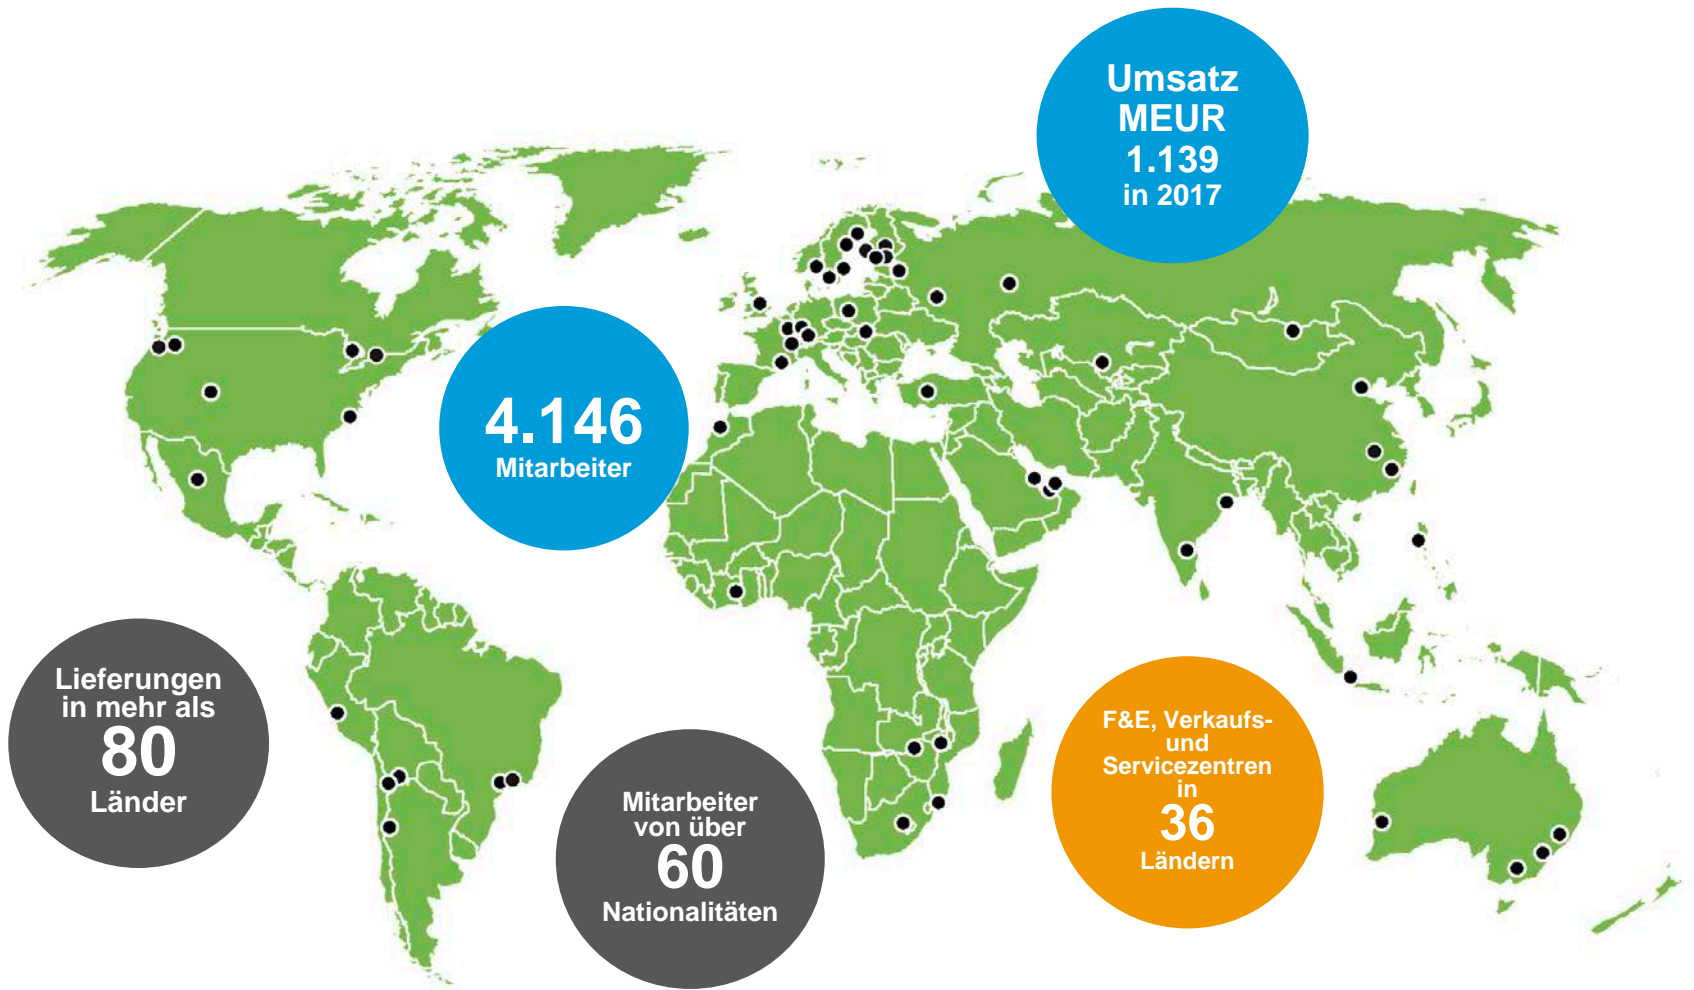 Umsatz
MEUR
1.139
in 2017
4.146
Mitarbeiter
Lieferungen
in mehr als
80
Länder
Mitarbeiter
von über
60
Nationalitäten
F&E, Verkaufs-
und
Servicezentren
in
36
Ländern